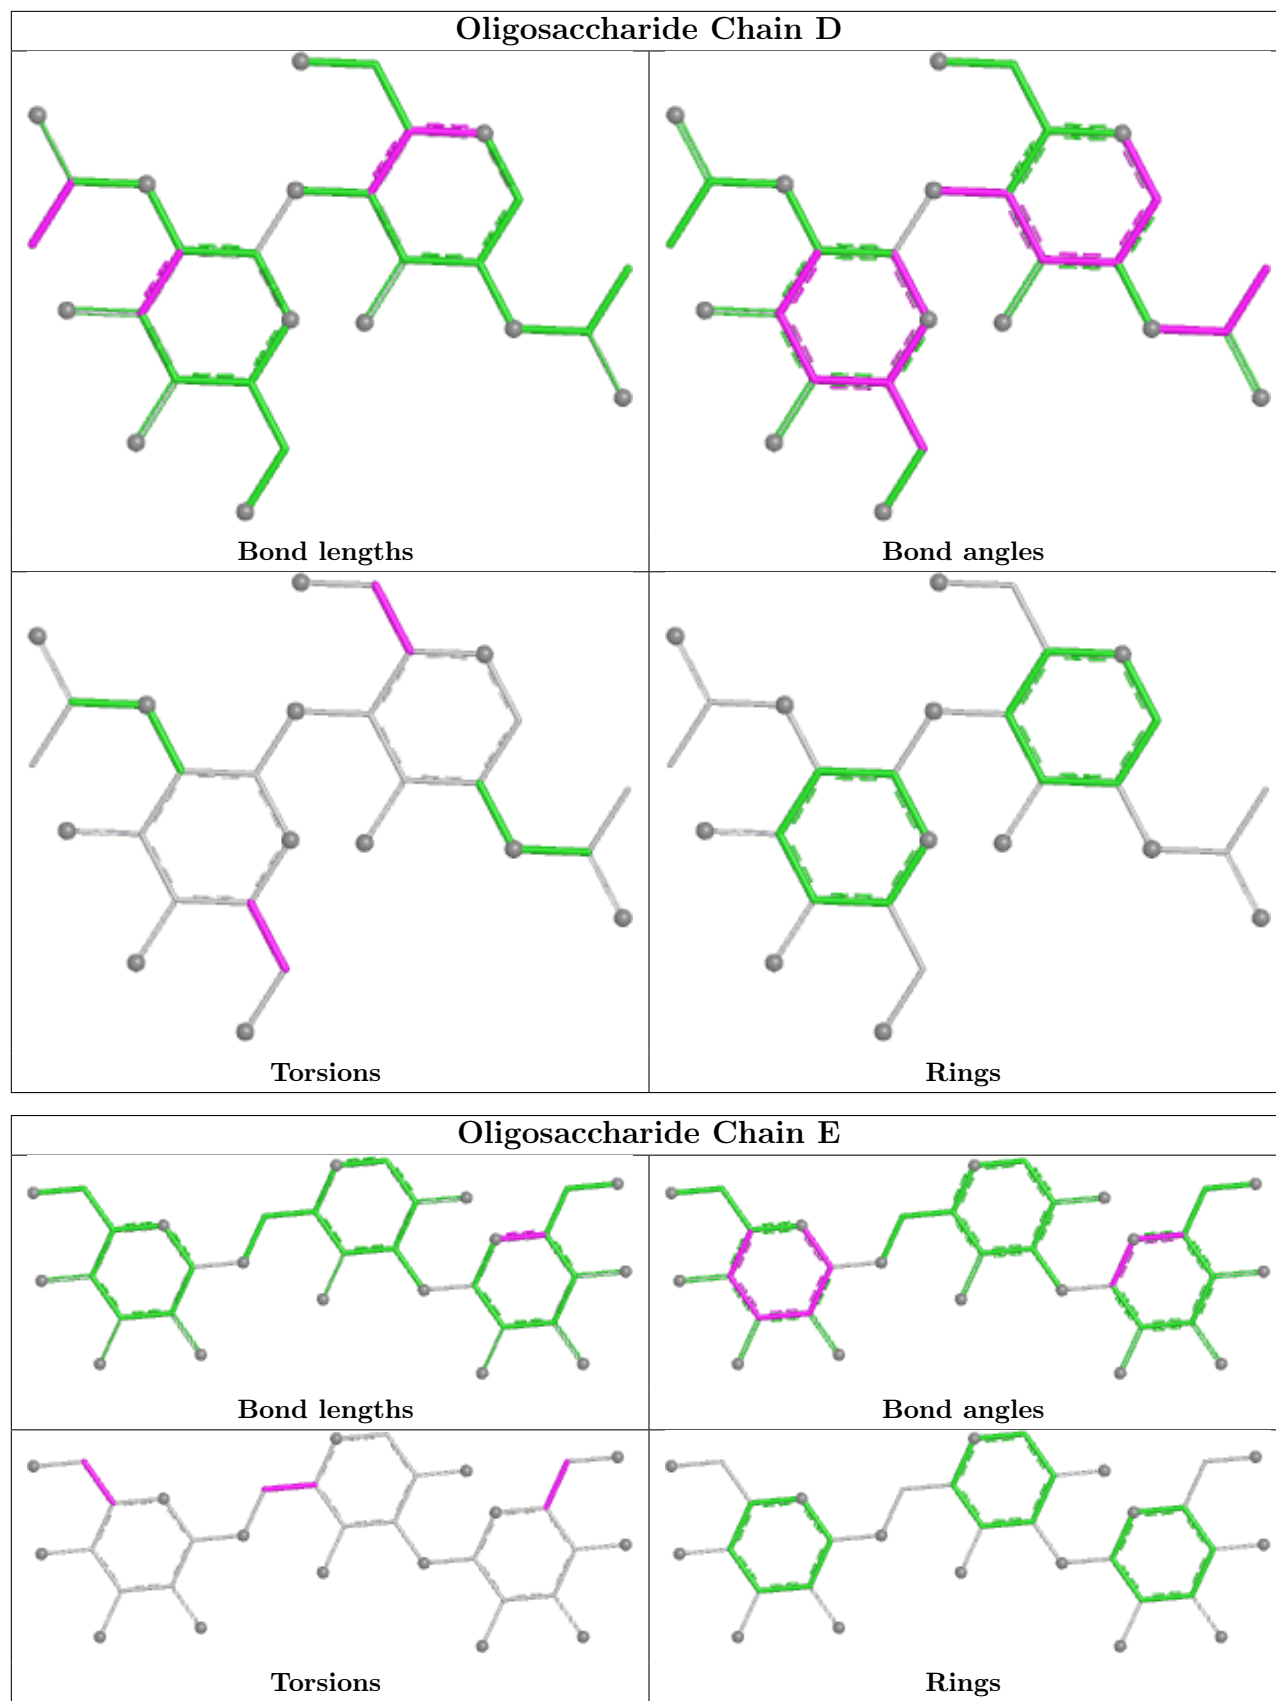 Oligosaccharide Chain D
Bond lengths
Bond angles
Torsions
Rings
Oligosaccharide Chain E
Bond lengths
Bond angles
Torsions
Rings